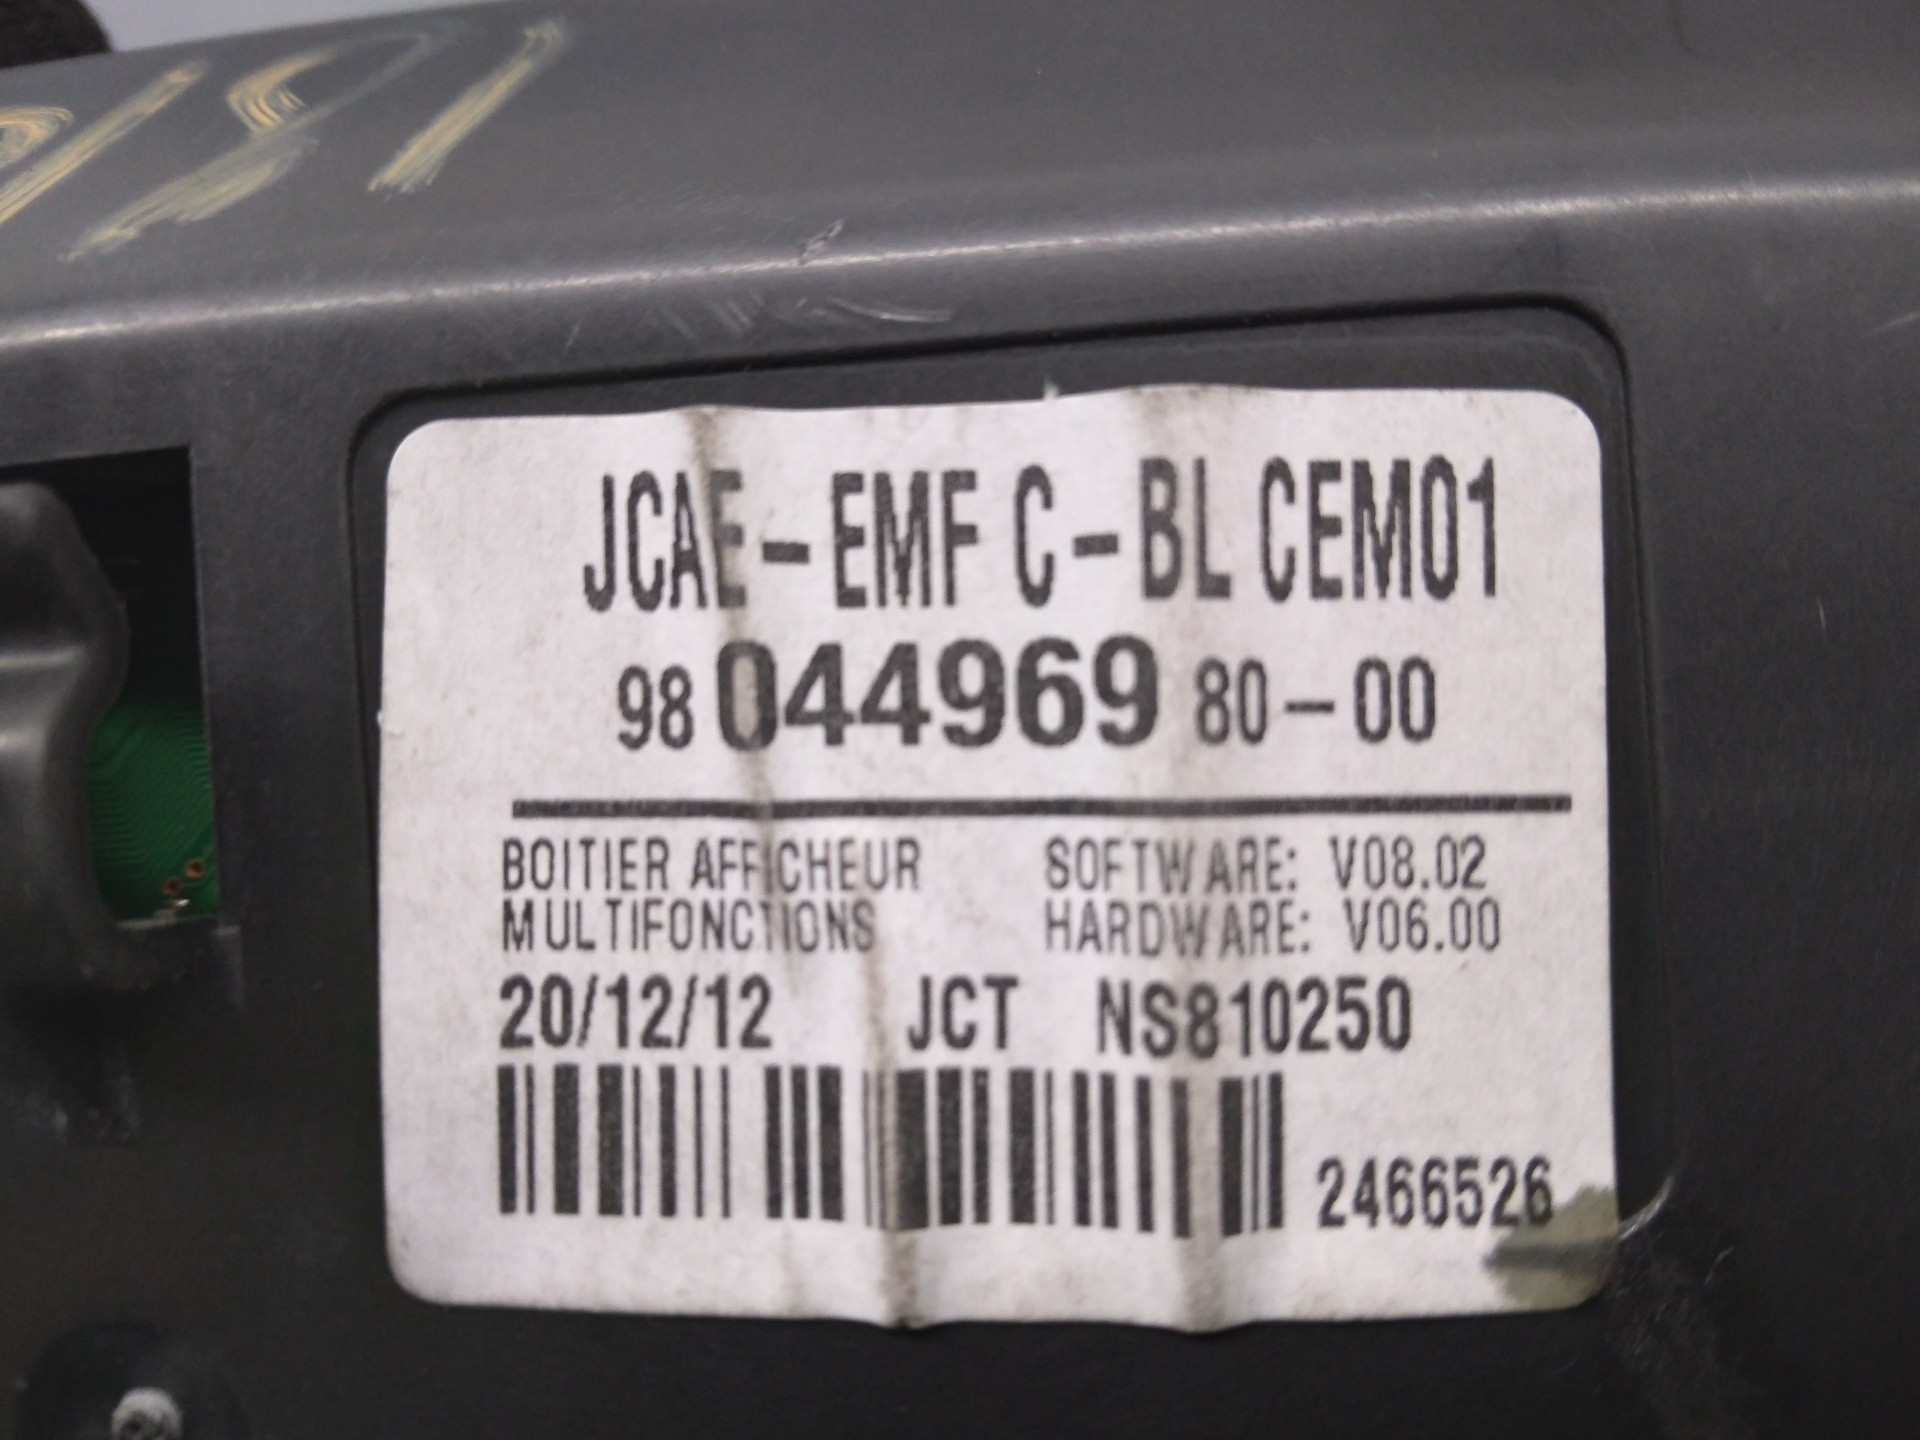 JCAE-EMF C-BL CEM01
98 044969 80-00
BOITIER AFFICHEUR SOFTWARE: V08.02
MULTIFONCTIONS HARDWARE: V06.00
20/12/12 JCT NS810250
2466526